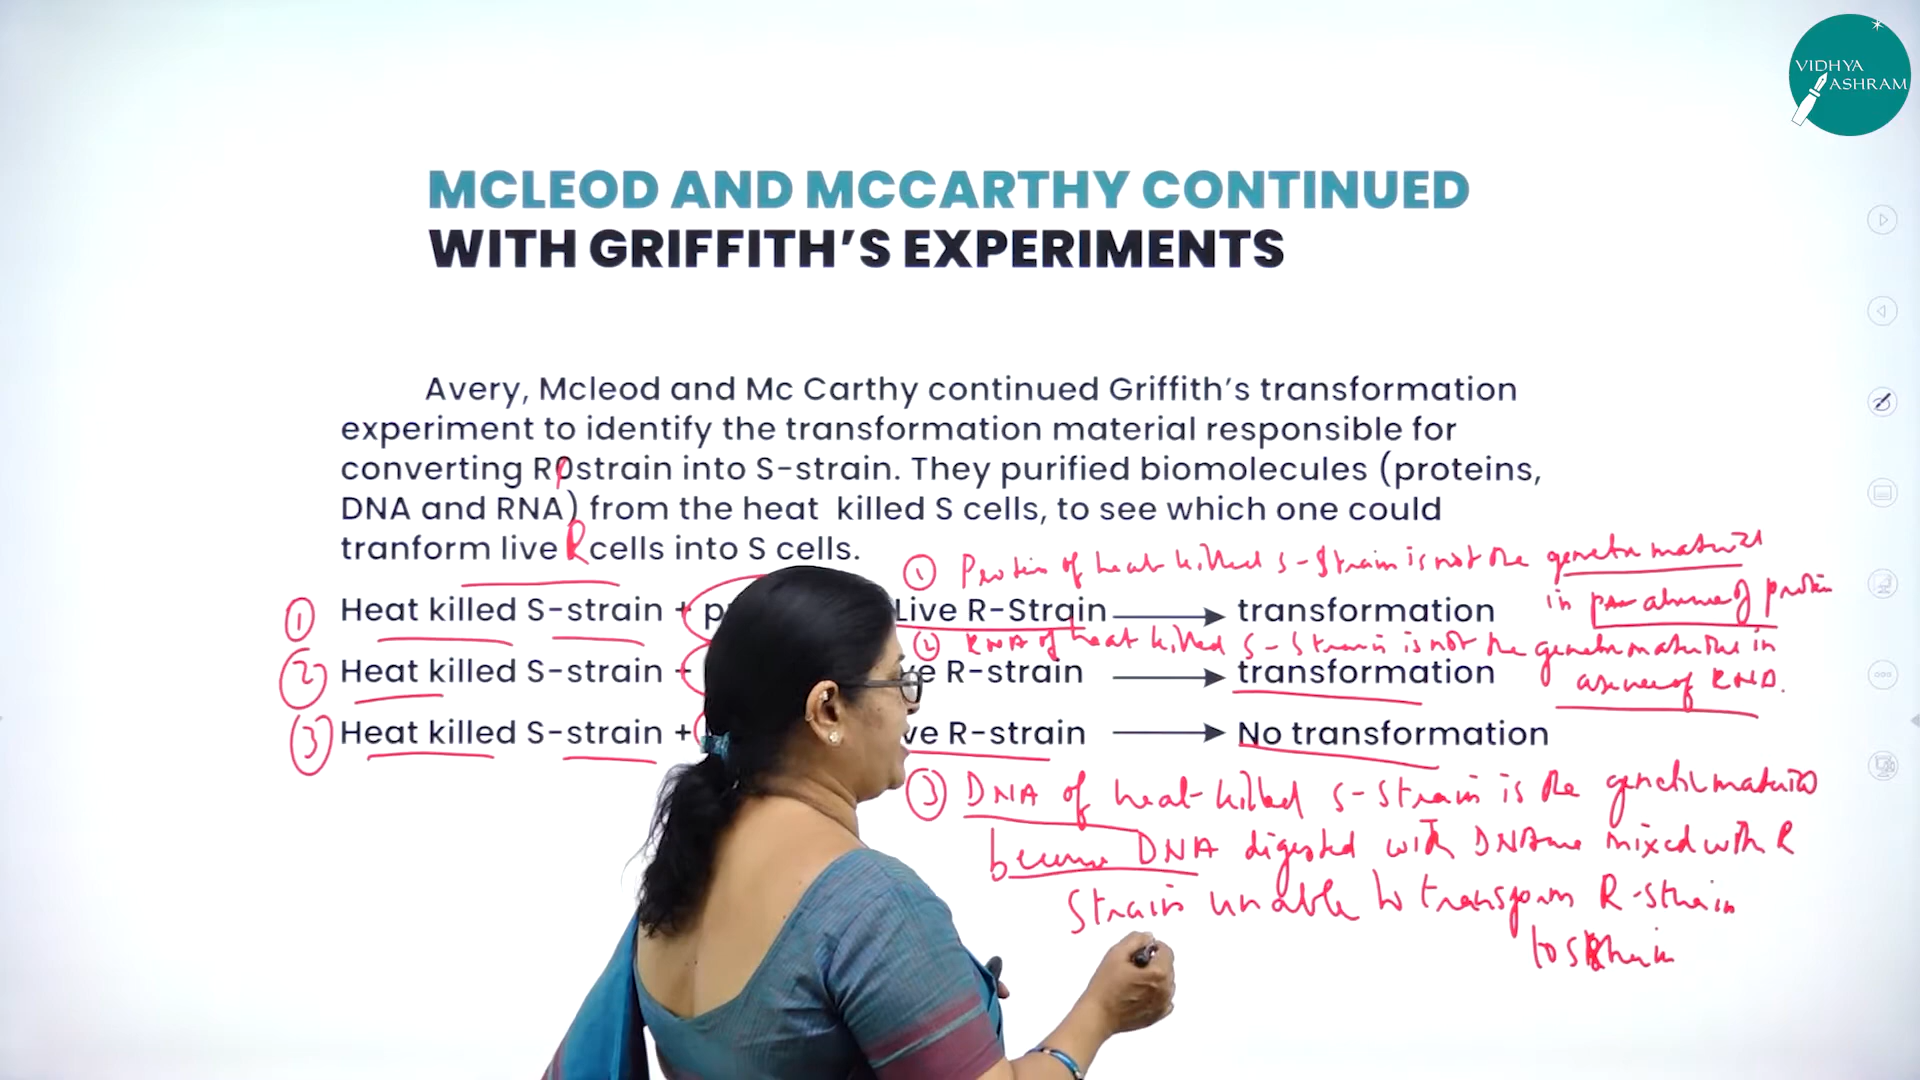 VIDHYA
ASHRAM
MCLEOD AND MCCARTHY CONTINUED
WITH GRIFFITH'S EXPERIMENTS
Avery, Mcleod and Mc Carthy continued Griffith's transformation
experiment to identify the transformation material responsible for
converting R strain into S-strain. They purified biomolecules (proteins,
DNA and RNA) from the heat killed S cells, to see which one could
tranform live R cells into S cells.
① Protein of heat killed S-strain is not the genetic material
in absence of protein
① Heat killed S-strain + Live R-Strain → transformation
② RNA of heat killed S-strain is not the genetic material in
② Heat killed S-strain + R-strain → transformation
absence of RNA.
③ Heat killed S-strain + R-strain → No transformation
③ DNA of heat-killed S-strain is the genetic material
because DNA digested with DNAase mixed with R
strain unable to transform R-strain
to strain